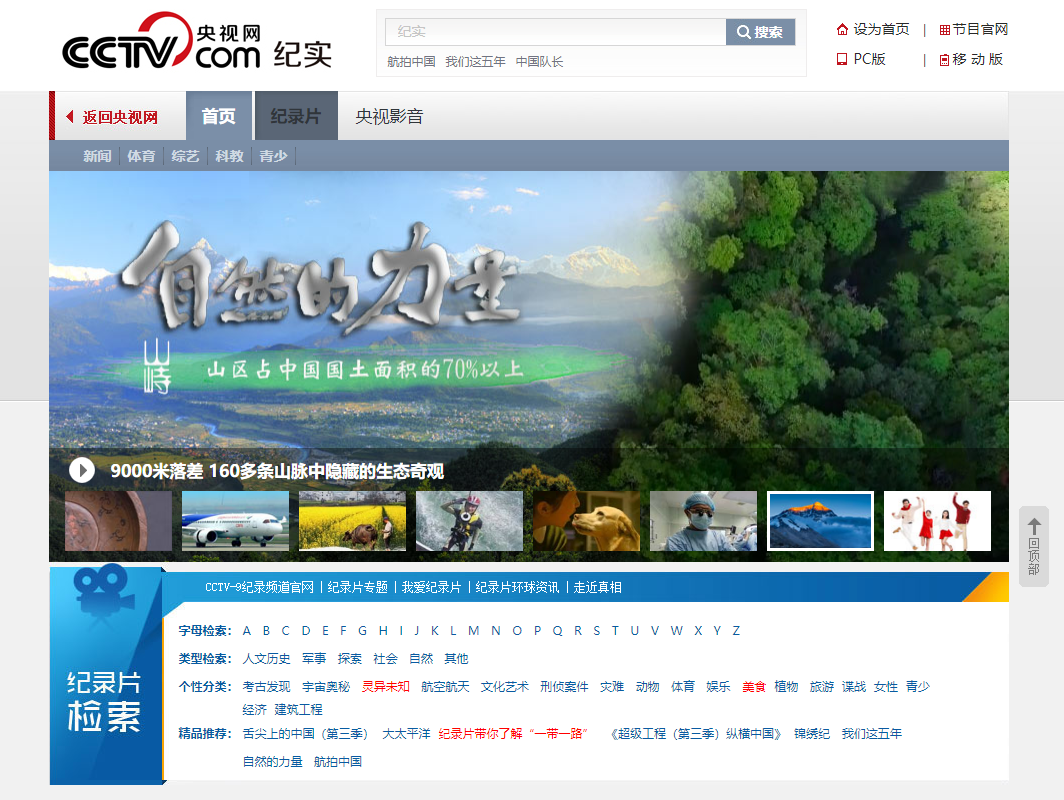 CCTV.com 央视网 纪实
纪实 搜索
航拍中国 我们这五年 中国队长
设为首页 | 节目官网
PC版 | 移 动 版
返回央视网 首页 纪录片 央视影音
新闻 体育 综艺 科教 青少
自然的力量
山峙
山区占中国国土面积的70%以上
9000米落差 160多条山脉中隐藏的生态奇观
回顶部
CCTV-9纪录频道官网 | 纪录片专题 | 我爱纪录片 | 纪录片环球资讯 | 走近真相
纪录片
检索
字母检索： A B C D E F G H I J K L M N O P Q R S T U V W X Y Z
类型检索： 人文历史 军事 探索 社会 自然 其他
个性分类： 考古发现 宇宙奥秘 灵异未知 航空航天 文化艺术 刑侦案件 灾难 动物 体育 娱乐 美食 植物 旅游 谍战 女性 青少
经济 建筑工程
精品推荐： 舌尖上的中国（第三季） 大太平洋 纪录片带你了解“一带一路” 《超级工程（第三季）纵横中国》 锦绣纪 我们这五年
自然的力量 航拍中国